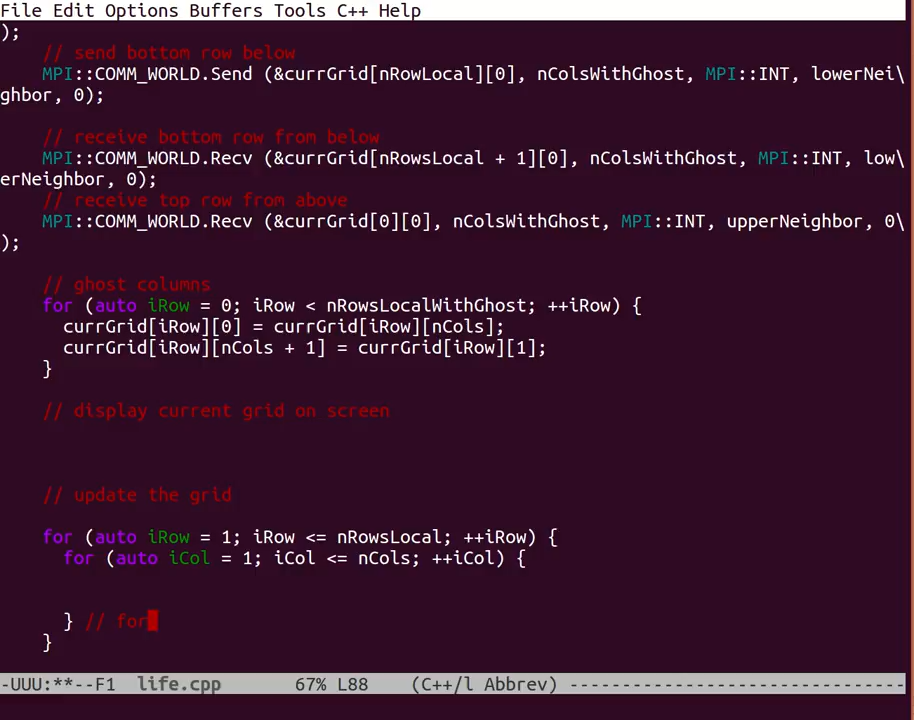 File Edit Options Buffers Tools C++ Help
);
// send bottom row below
MPI::COMM_WORLD.Send (&currGrid[nRowLocal][0], nColsWithGhost, MPI::INT, lowerNei\
ghbor, 0);
// receive bottom row from below
MPI::COMM_WORLD.Recv (&currGrid[nRowsLocal + 1][0], nColsWithGhost, MPI::INT, low\
erNeighbor, 0);
// receive top row from above
MPI::COMM_WORLD.Recv (&currGrid[0][0], nColsWithGhost, MPI::INT, upperNeighbor, 0\
);
// ghost columns
for (auto iRow = 0; iRow < nRowsLocalWithGhost; ++iRow) {
currGrid[iRow][0] = currGrid[iRow][nCols];
currGrid[iRow][nCols + 1] = currGrid[iRow][1];
}
// display current grid on screen
// update the grid
for (auto iRow = 1; iRow <= nRowsLocal; ++iRow) {
for (auto iCol = 1; iCol <= nCols; ++iCol) {
} // for
}
-UUU:**--F1 life.cpp 67% L88 (C++/l Abbrev) --------------------------------